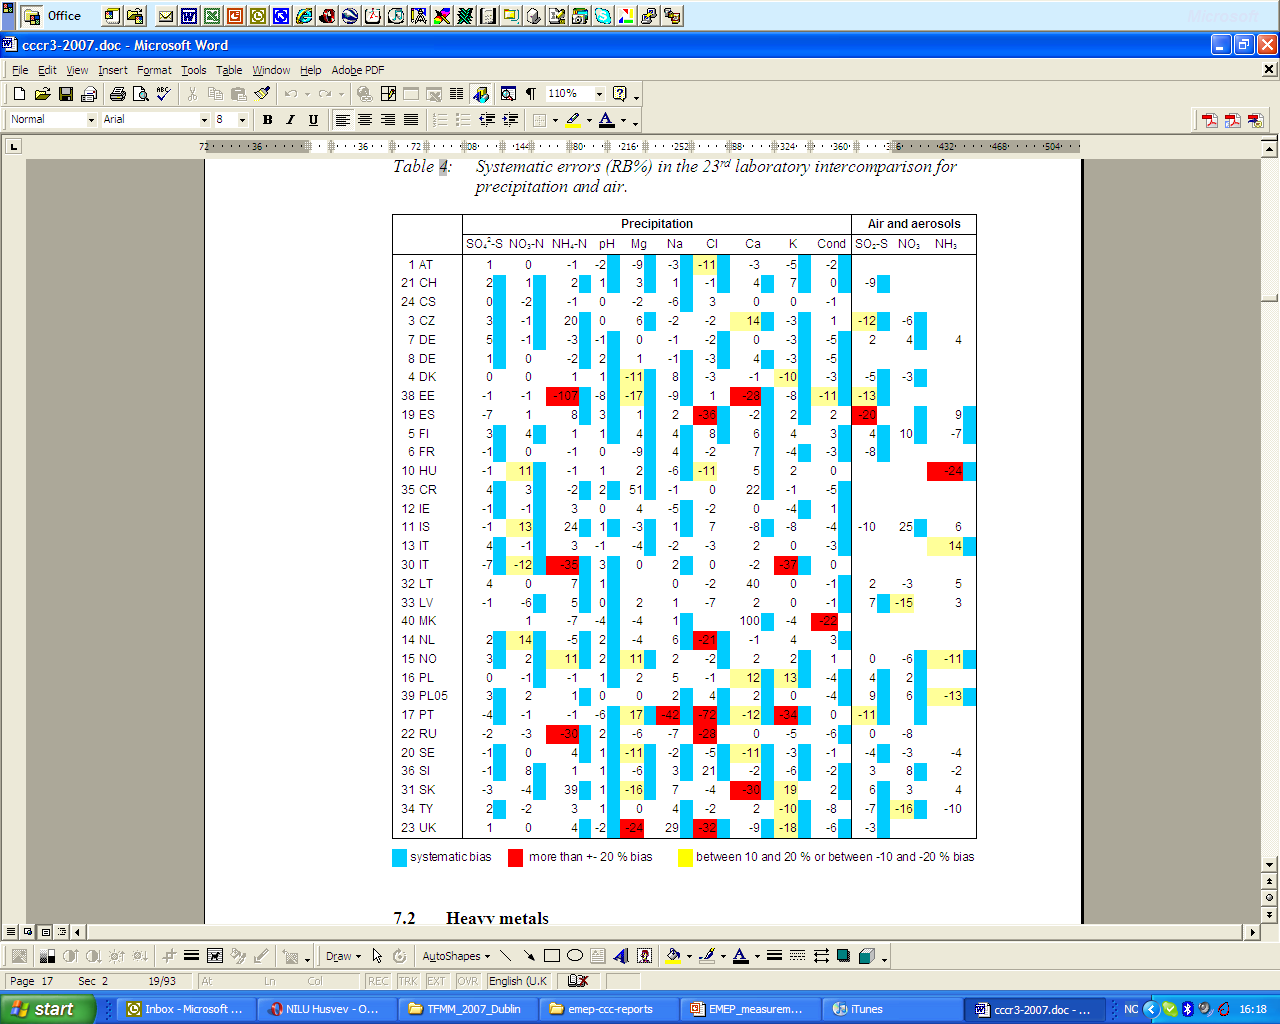 Office
Microsoft
cccr3-2007.doc - Microsoft Word
File Edit View Insert Format Tools Table Window Help Adobe PDF
110%
Normal Arial 8 B I U
L 72 36 36 72 108 144 180 216 252 288 324 360 396 432 468 504
Table 4: Systematic errors (RB%) in the 23rd laboratory intercomparison for
precipitation and air.
Precipitation Air and aerosols
SO₄²-S NO₃-N NH₄-N pH Mg Na Cl Ca K Cond SO₂-S NO₃ NH₃
1 AT 1 0 -1 -2 -9 -3 -11 -3 -5 -2
21 CH 2 1 2 1 3 1 -1 4 7 0 -9
24 CS 0 -2 -1 0 -2 -6 3 0 0 -1
3 CZ 3 -1 20 0 6 -2 -2 14 -3 1 -12 -6
7 DE 5 -1 -3 -1 0 -1 -2 0 -3 -5 2 4 4
8 DE 1 0 -2 2 1 -1 -3 4 -3 -5
4 DK 0 0 1 1 -11 8 -3 -1 -10 -3 -5 -3
38 EE -1 -1 -107 -8 -17 -9 1 -28 -8 -11 -13
19 ES -7 1 8 3 1 2 -36 -2 2 2 -20 9
5 FI 3 4 1 1 4 4 8 6 4 3 4 10 -7
6 FR -1 0 -1 0 -9 4 -2 7 -4 -3 -8
10 HU -1 11 -1 1 2 -6 -11 5 2 0 -24
35 CR 4 3 -2 2 51 -1 0 22 -1 -5
12 IE -1 -1 3 0 4 -5 -2 0 -4 1
11 IS -1 13 24 1 -3 1 7 -8 -8 -4 -10 25 6
13 IT 4 -1 3 -1 -4 -2 -3 2 0 -3 14
30 IT -7 -12 -35 3 0 2 0 -2 -37 0
32 LT 4 0 7 1 0 -2 40 0 -1 2 -3 5
33 LV -1 -6 5 0 2 1 -7 2 0 -1 7 -15 3
40 MK 1 -7 -4 -4 1 100 -4 -22
14 NL 2 14 -5 2 -4 6 -21 -1 4 3
15 NO 3 2 11 2 11 2 -2 2 2 1 0 -6 -11
16 PL 0 -1 -1 1 2 5 -1 12 13 -4 4 2
39 PL05 3 2 1 0 0 2 4 2 0 -4 9 6 -13
17 PT -4 -1 -1 -6 17 -42 -72 -12 -34 0 -11
22 RU -2 -3 -30 2 -6 -7 -28 0 -5 -6 0 -8
20 SE -1 0 4 1 -11 -2 -5 -11 -3 -1 -4 -3 -4
36 SI -1 8 1 1 -6 3 21 -2 -6 -2 3 8 -2
31 SK -3 -4 39 1 -16 7 -4 -30 19 2 6 3 4
34 TY 2 -2 3 1 0 4 -2 2 -10 -8 -7 -16 -10
23 UK 1 0 4 -2 -24 29 -32 -9 -18 -6 -3
systematic bias more than +- 20 % bias between 10 and 20 % or between -10 and -20 % bias
7.2 Heavy metals
Draw AutoShapes
Page 17 Sec 2 19/93 At Ln Col REC TRK EXT OVR English (U.K
start Inbox - Microsoft ... NILU Husvev - O... TFMM_2007_Dublin emep-ccc-reports EMEP_measurem... iTunes cccr3-2007.doc - ... NC 16:18